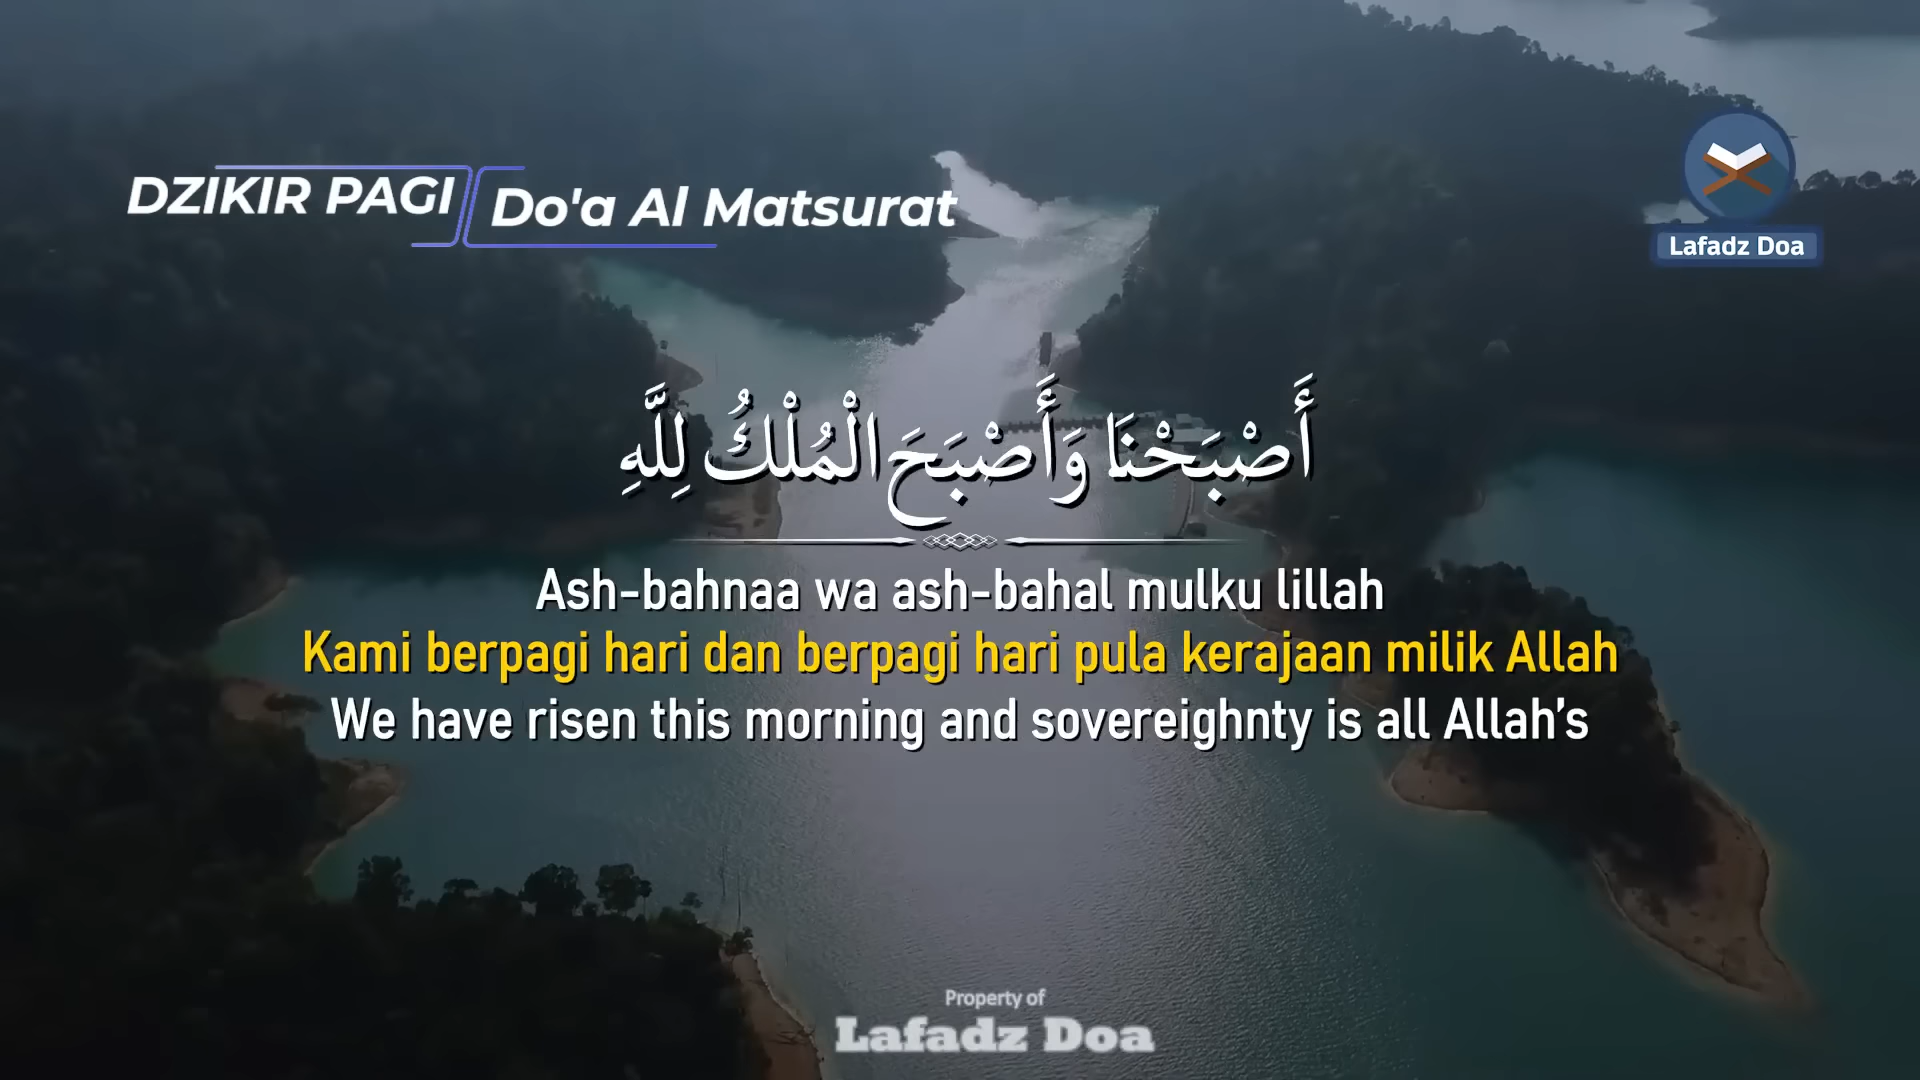 DZIKIR PAGI
Do'a Al Matsurat
Lafadz Doa
أَصْبَحْنَا وَأَصْبَحَ الْمُلْكُ لِلَّهِ
Ash-bahnaa wa ash-bahal mulku lillah
Kami berpagi hari dan berpagi hari pula kerajaan milik Allah
We have risen this morning and sovereighnty is all Allah's
Property of
Lafadz Doa